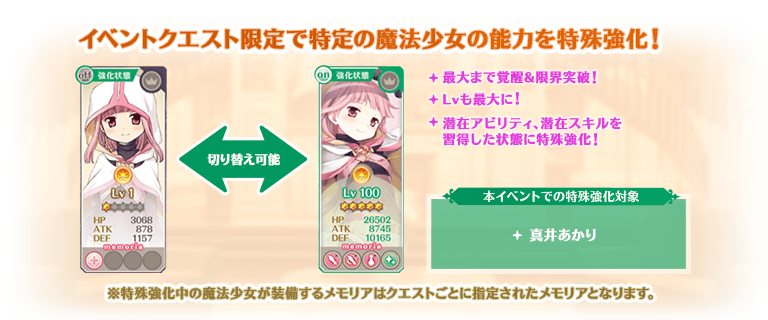 イベントクエスト限定で特定の魔法少女の能力を特殊強化！
off 強化状態
Lv 1
HP 3068
ATK 878
DEF 1157
memoria
切り替え可能
on 強化状態
Lv 100
HP 26502
ATK 8745
DEF 10165
memoria
最大まで覚醒&限界突破！
Lvも最大に！
潜在アビリティ、潜在スキルを
習得した状態に特殊強化！
本イベントでの特殊強化対象
真井あかり
※特殊強化中の魔法少女が装備するメモリアはクエストごとに指定されたメモリアとなります。